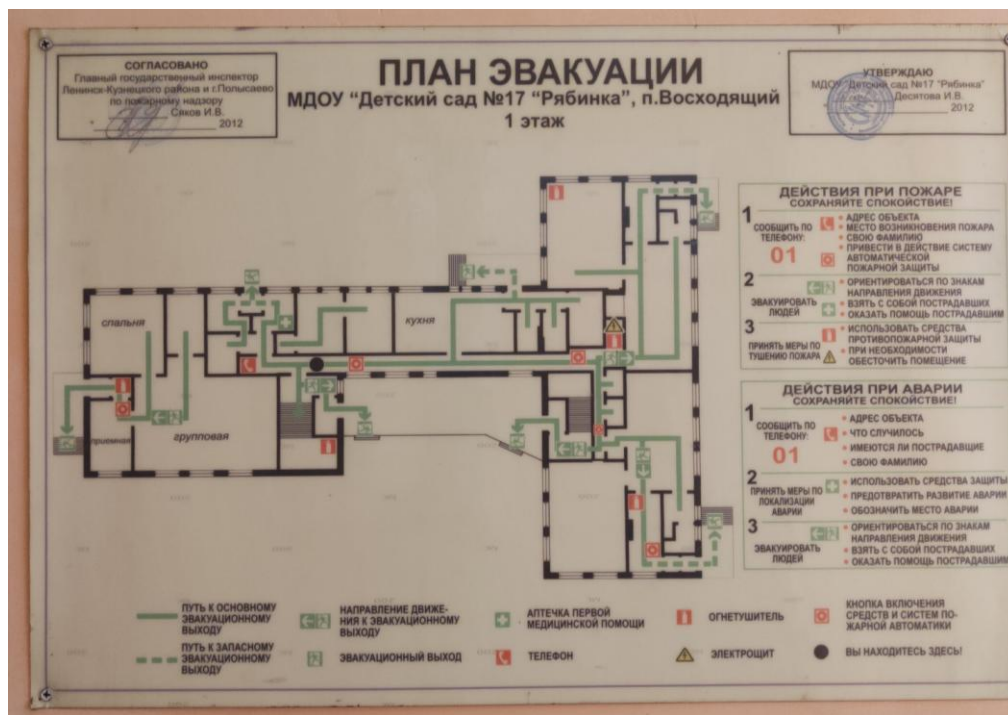 СОГЛАСОВАНО
Главный государственный инспектор
Ленинск-Кузнецкого района и г.Полысаево
по пожарному надзору
Сяков И.В.
2012
ПЛАН ЭВАКУАЦИИ
МДОУ “Детский сад №17 “Рябинка”, п.Восходящий
1 этаж
УТВЕРЖДАЮ
МДОУ “Детский сад №17 “Рябинка”
Десятова И.В.
2012
спальня
кухня
приемная
групповая
ДЕЙСТВИЯ ПРИ ПОЖАРЕ
СОХРАНЯЙТЕ СПОКОЙСТВИЕ!
1
СООБЩИТЬ ПО
ТЕЛЕФОНУ:
01
• АДРЕС ОБЪЕКТА
• МЕСТО ВОЗНИКНОВЕНИЯ ПОЖАРА
• СВОЮ ФАМИЛИЮ
• ПРИВЕСТИ В ДЕЙСТВИЕ СИСТЕМУ
АВТОМАТИЧЕСКОЙ
ПОЖАРНОЙ ЗАЩИТЫ
2
ЭВАКУИРОВАТЬ
ЛЮДЕЙ
• ОРИЕНТИРОВАТЬСЯ ПО ЗНАКАМ
НАПРАВЛЕНИЯ ДВИЖЕНИЯ
• ВЗЯТЬ С СОБОЙ ПОСТРАДАВШИХ
• ОКАЗАТЬ ПОМОЩЬ ПОСТРАДАВШИМ
3
ПРИНЯТЬ МЕРЫ ПО
ТУШЕНИЮ ПОЖАРА
• ИСПОЛЬЗОВАТЬ СРЕДСТВА
ПРОТИВОПОЖАРНОЙ ЗАЩИТЫ
• ПРИ НЕОБХОДИМОСТИ
ОБЕСТОЧИТЬ ПОМЕЩЕНИЕ
ДЕЙСТВИЯ ПРИ АВАРИИ
СОХРАНЯЙТЕ СПОКОЙСТВИЕ!
1
СООБЩИТЬ ПО
ТЕЛЕФОНУ:
01
• АДРЕС ОБЪЕКТА
• ЧТО СЛУЧИЛОСЬ
• ИМЕЮТСЯ ЛИ ПОСТРАДАВЩИЕ
• СВОЮ ФАМИЛИЮ
2
ПРИНЯТЬ МЕРЫ ПО
ЛОКАЛИЗАЦИИ
АВАРИИ
• ИСПОЛЬЗОВАТЬ СРЕДСТВА ЗАЩИТЫ
• ПРЕДОТВРАТИТЬ РАЗВИТИЕ АВАРИИ
• ОБОЗНАЧИТЬ МЕСТО АВАРИИ
3
ЭВАКУИРОВАТЬ
ЛЮДЕЙ
• ОРИЕНТИРОВАТЬСЯ ПО ЗНАКАМ
НАПРАВЛЕНИЯ ДВИЖЕНИЯ
• ВЗЯТЬ С СОБОЙ ПОСТРАДАВШИХ
• ОКАЗАТЬ ПОМОЩЬ ПОСТРАДАВШИМ
ПУТЬ К ОСНОВНОМУ
ЭВАКУАЦИОННОМУ
ВЫХОДУ
НАПРАВЛЕНИЕ ДВИЖЕ-
НИЯ К ЭВАКУАЦИОННОМУ
ВЫХОДУ
АПТЕЧКА ПЕРВОЙ
МЕДИЦИНСКОЙ ПОМОЩИ
ОГНЕТУШИТЕЛЬ
КНОПКА ВКЛЮЧЕНИЯ
СРЕДСТВ И СИСТЕМ ПО-
ЖАРНОЙ АВТОМАТИКИ
ПУТЬ К ЗАПАСНОМУ
ЭВАКУАЦИОННОМУ
ВЫХОДУ
ЭВАКУАЦИОННЫЙ ВЫХОД
ТЕЛЕФОН
ЭЛЕКТРОЩИТ
ВЫ НАХОДИТЕСЬ ЗДЕСЬ!